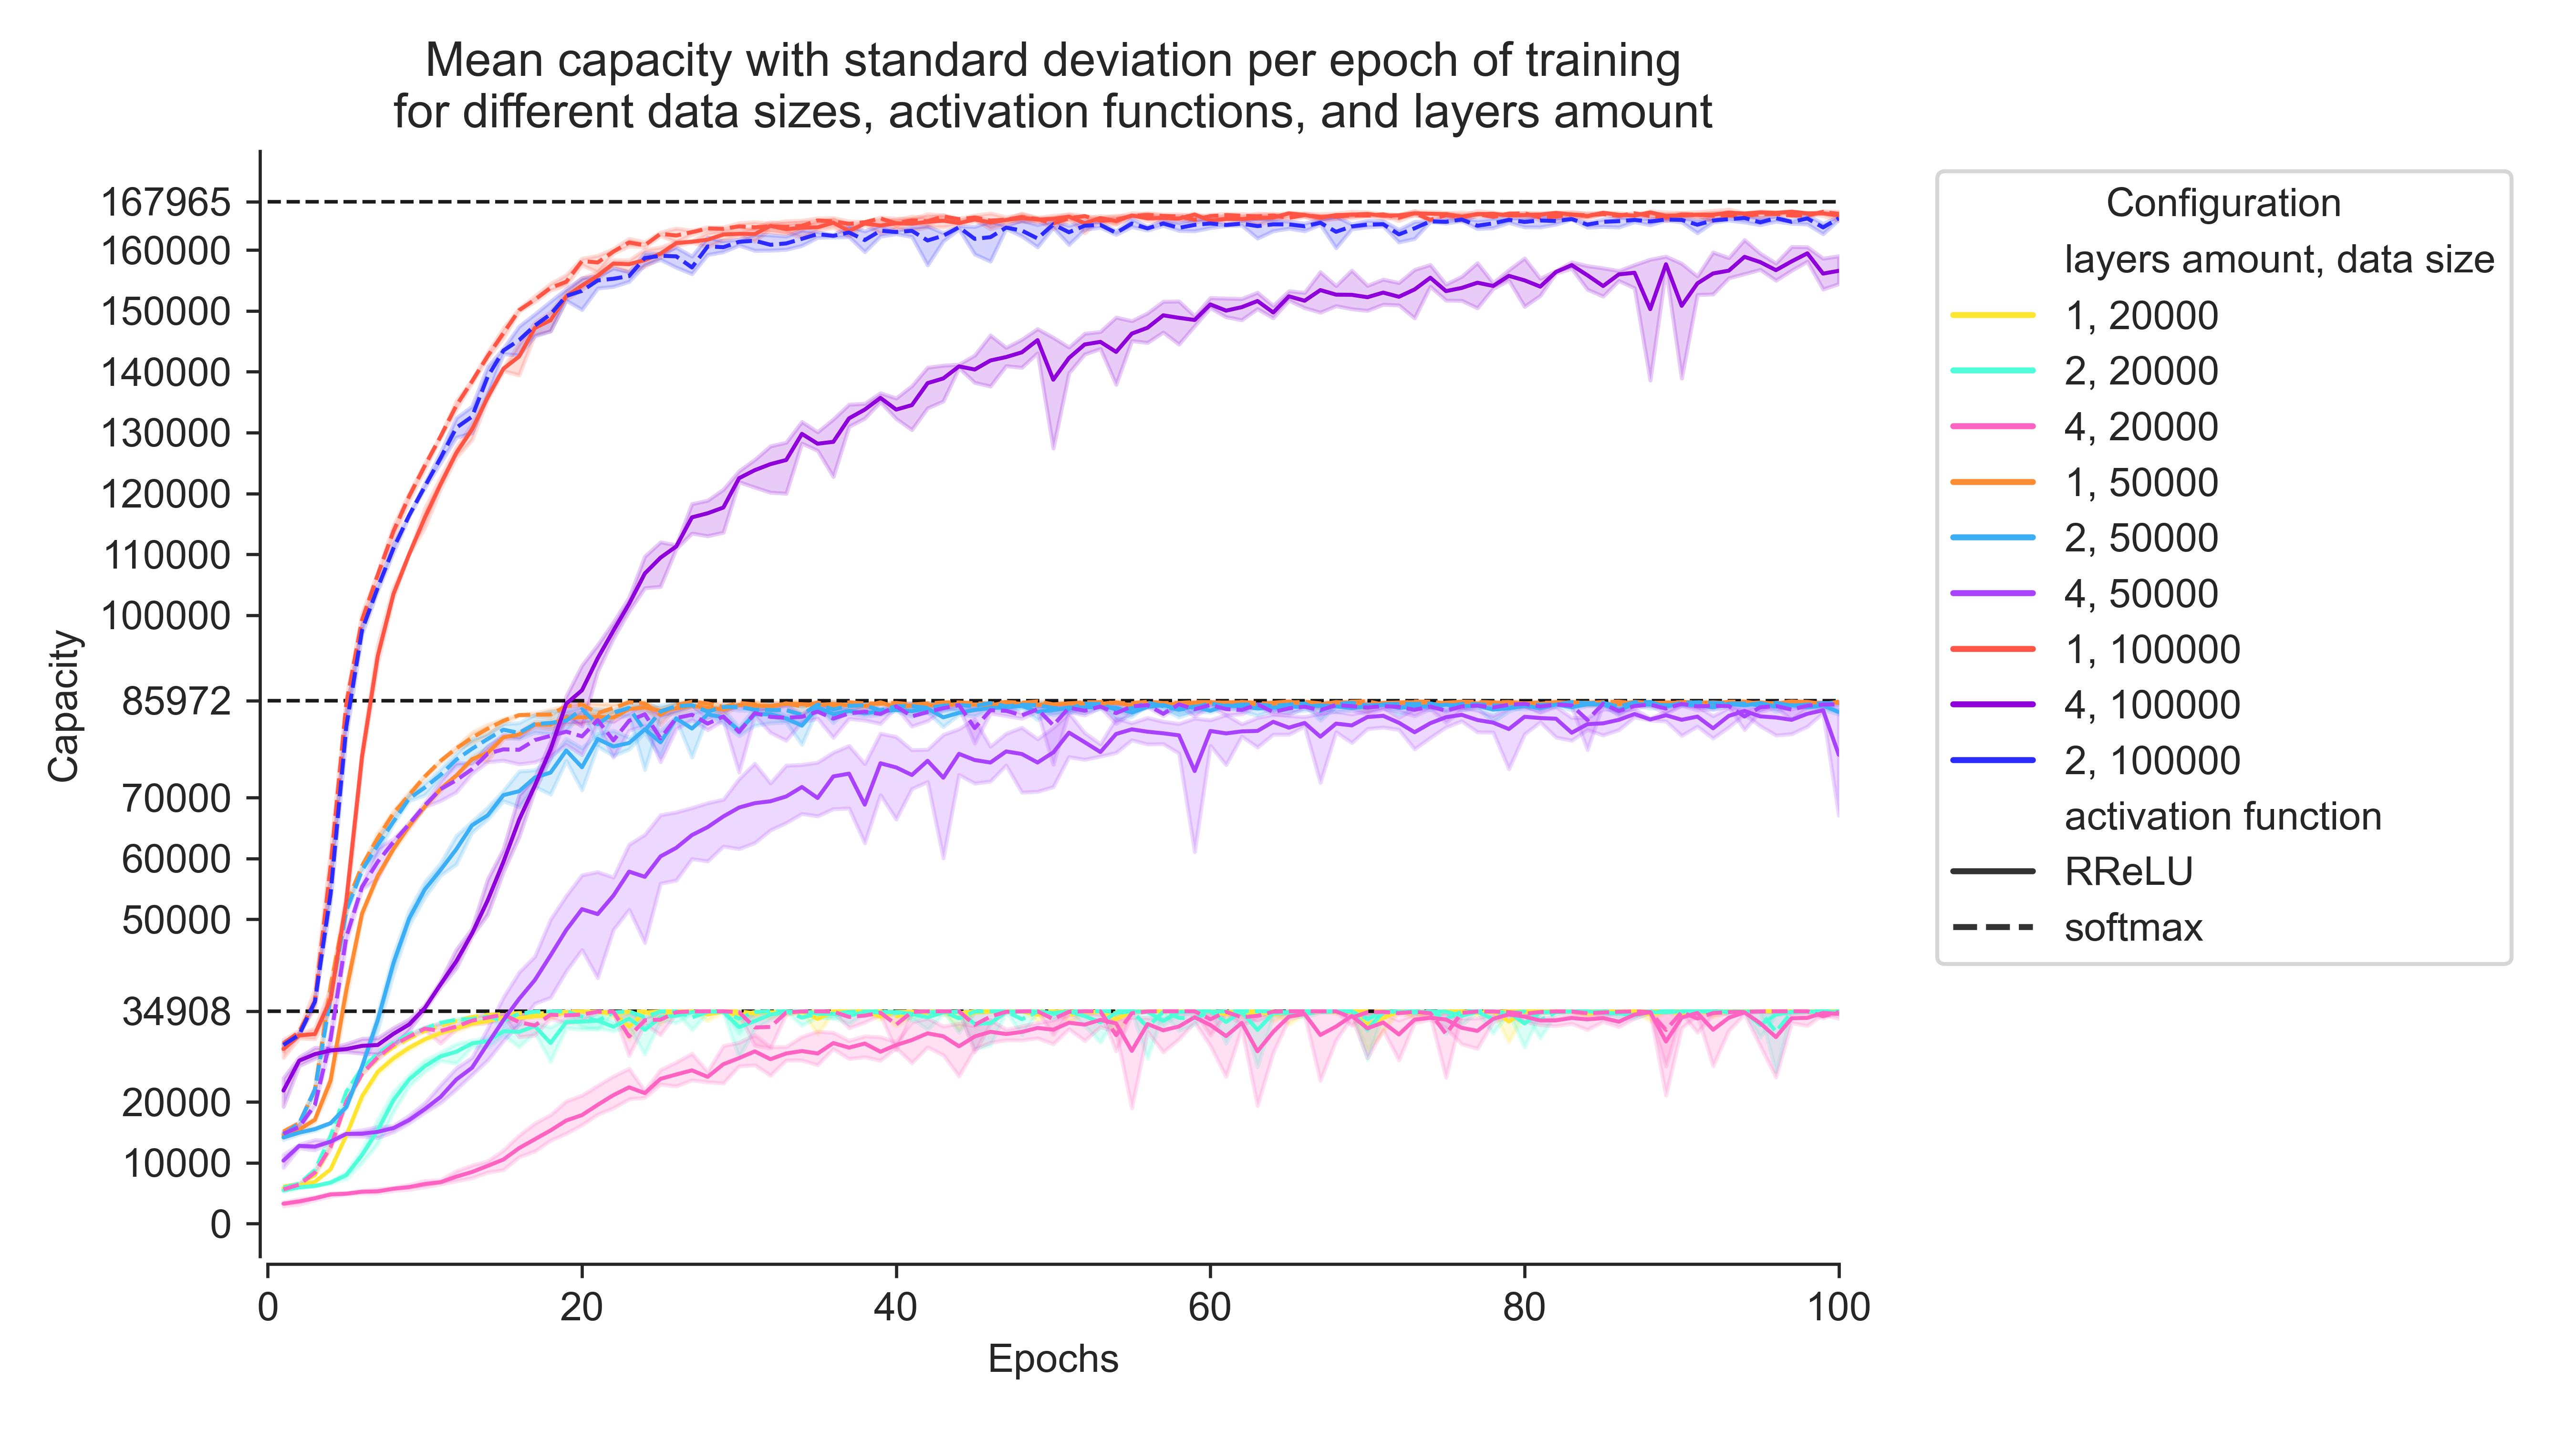 Mean capacity with standard deviation per epoch of training
for different data sizes, activation functions, and layers amount
167965
160000
150000
140000
130000
120000
110000
100000
85972
70000
60000
50000
34908
20000
10000
0
Capacity
0 20 40 60 80 100
Epochs
Configuration
layers amount, data size
1, 20000
2, 20000
4, 20000
1, 50000
2, 50000
4, 50000
1, 100000
4, 100000
2, 100000
activation function
RReLU
softmax